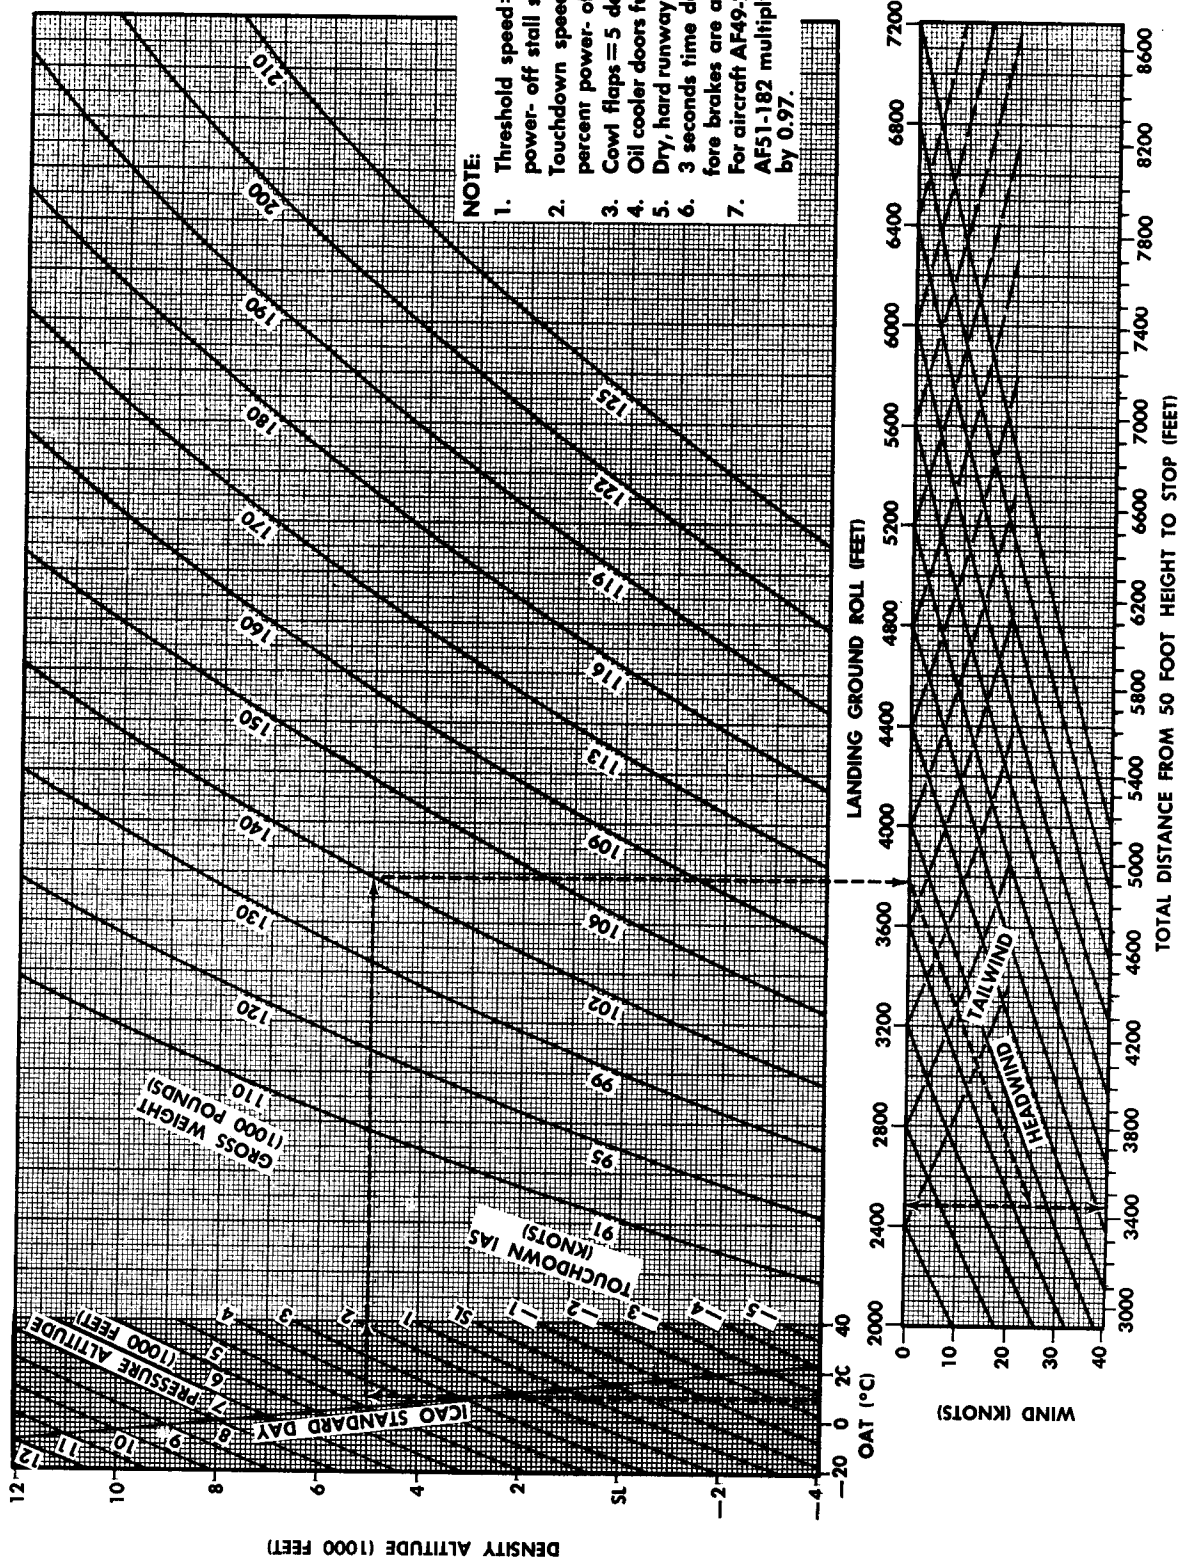 DENSITY ALTITUDE (1000 FEET)
12
10
8
6
4
2
SL
—2
—4
12
11
10
9
8
7
6
5
4
3
2
1
SL
—1
—2
—3
—4
—5
PRESSURE ALTITUDE
(1000 FEET)
ICAO STANDARD DAY
—20
0
20
40
OAT (°C)
GROSS WEIGHT
(1000 POUNDS)
110
120
130
140
150
160
170
180
190
200
210
TOUCHDOWN IAS
(KNOTS)
91
95
99
102
106
109
113
116
119
122
125
NOTE:
1. Threshold speed=
power- off stall s
2. Touchdown speed
percent power- of
3. Cowl flaps=5 de
4. Oil cooler doors f
5. Dry, hard runway
6. 3 seconds time d
fore brakes are a
7. For aircraft AF49-
AF51-182 multipl
by 0.97.
LANDING GROUND ROLL (FEET)
2000
2400
2800
3200
3600
4000
4400
4800
5200
5600
6000
6400
6800
7200
WIND (KNOTS)
0
10
20
30
40
HEADWIND
TAILWIND
3000
3400
3800
4200
4600
5000
5400
5800
6200
6600
7000
7400
7800
8200
8600
TOTAL DISTANCE FROM 50 FOOT HEIGHT TO STOP (FEET)